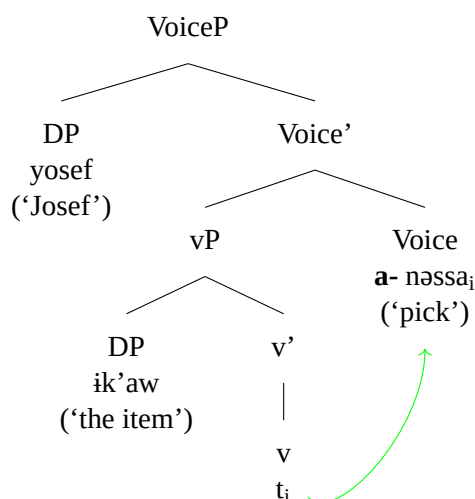 VoiceP
DP
yosef
(‘Josef’)
Voice’
vP
Voice
a- nəssaᵢ
(‘pick’)
DP
ɨk’aw
(‘the item’)
v’
v
tᵢ